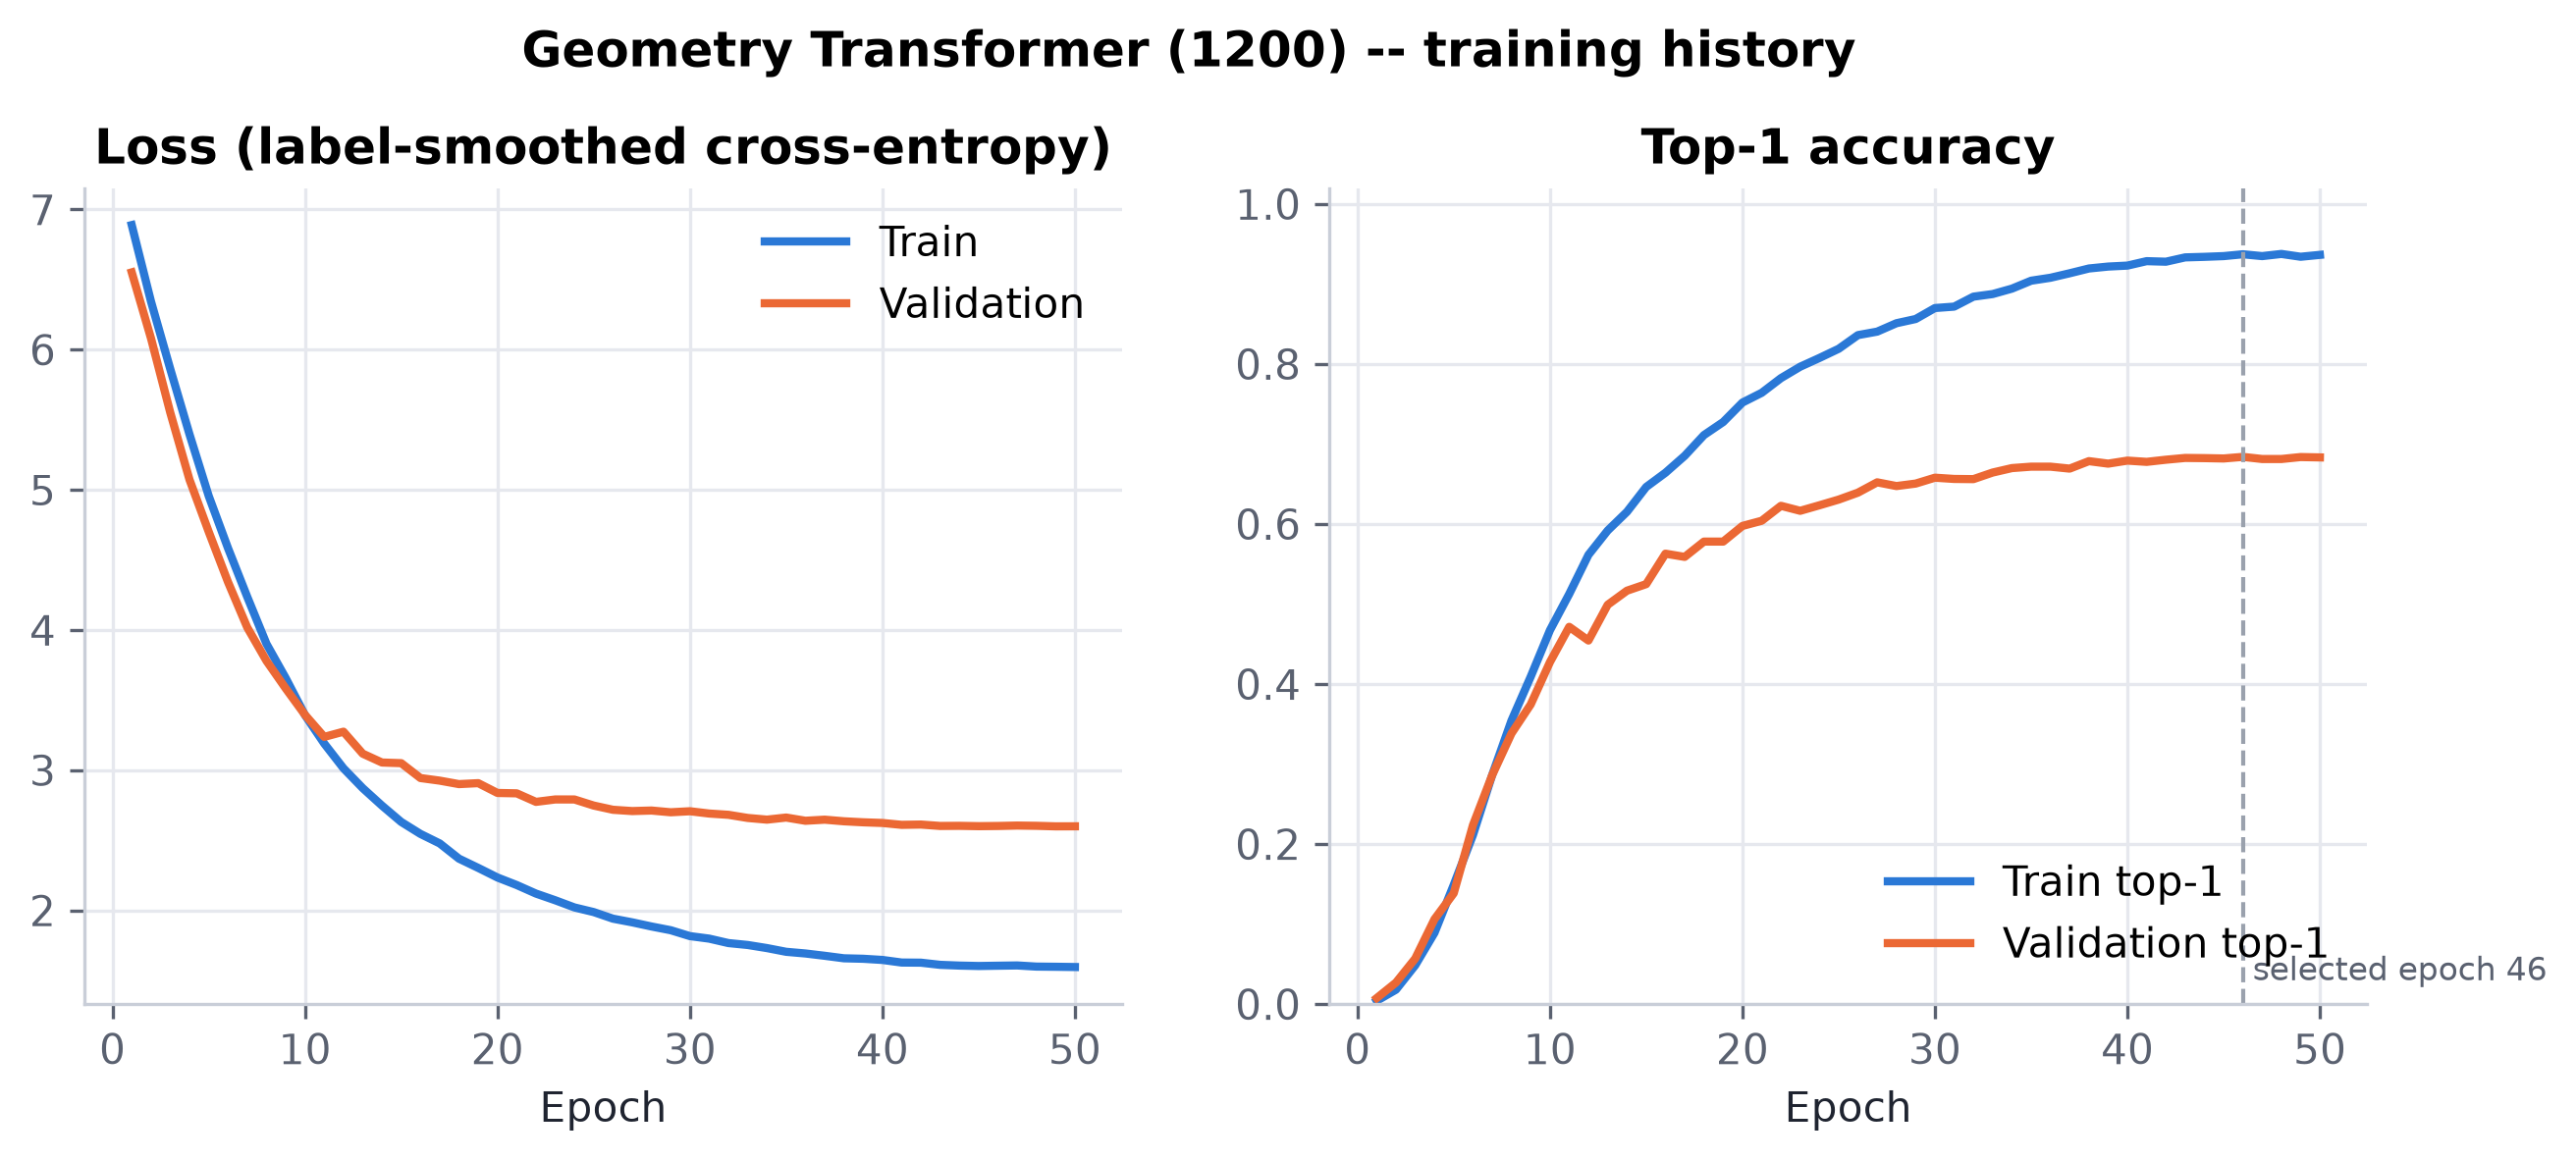 Geometry Transformer (1200) -- training history
Loss (label-smoothed cross-entropy)
7
6
5
4
3
2
Train
Validation
0 10 20 30 40 50
Epoch
Top-1 accuracy
1.0
0.8
0.6
0.4
0.2
0.0
Train top-1
Validation top-1
selected epoch 46
0 10 20 30 40 50
Epoch